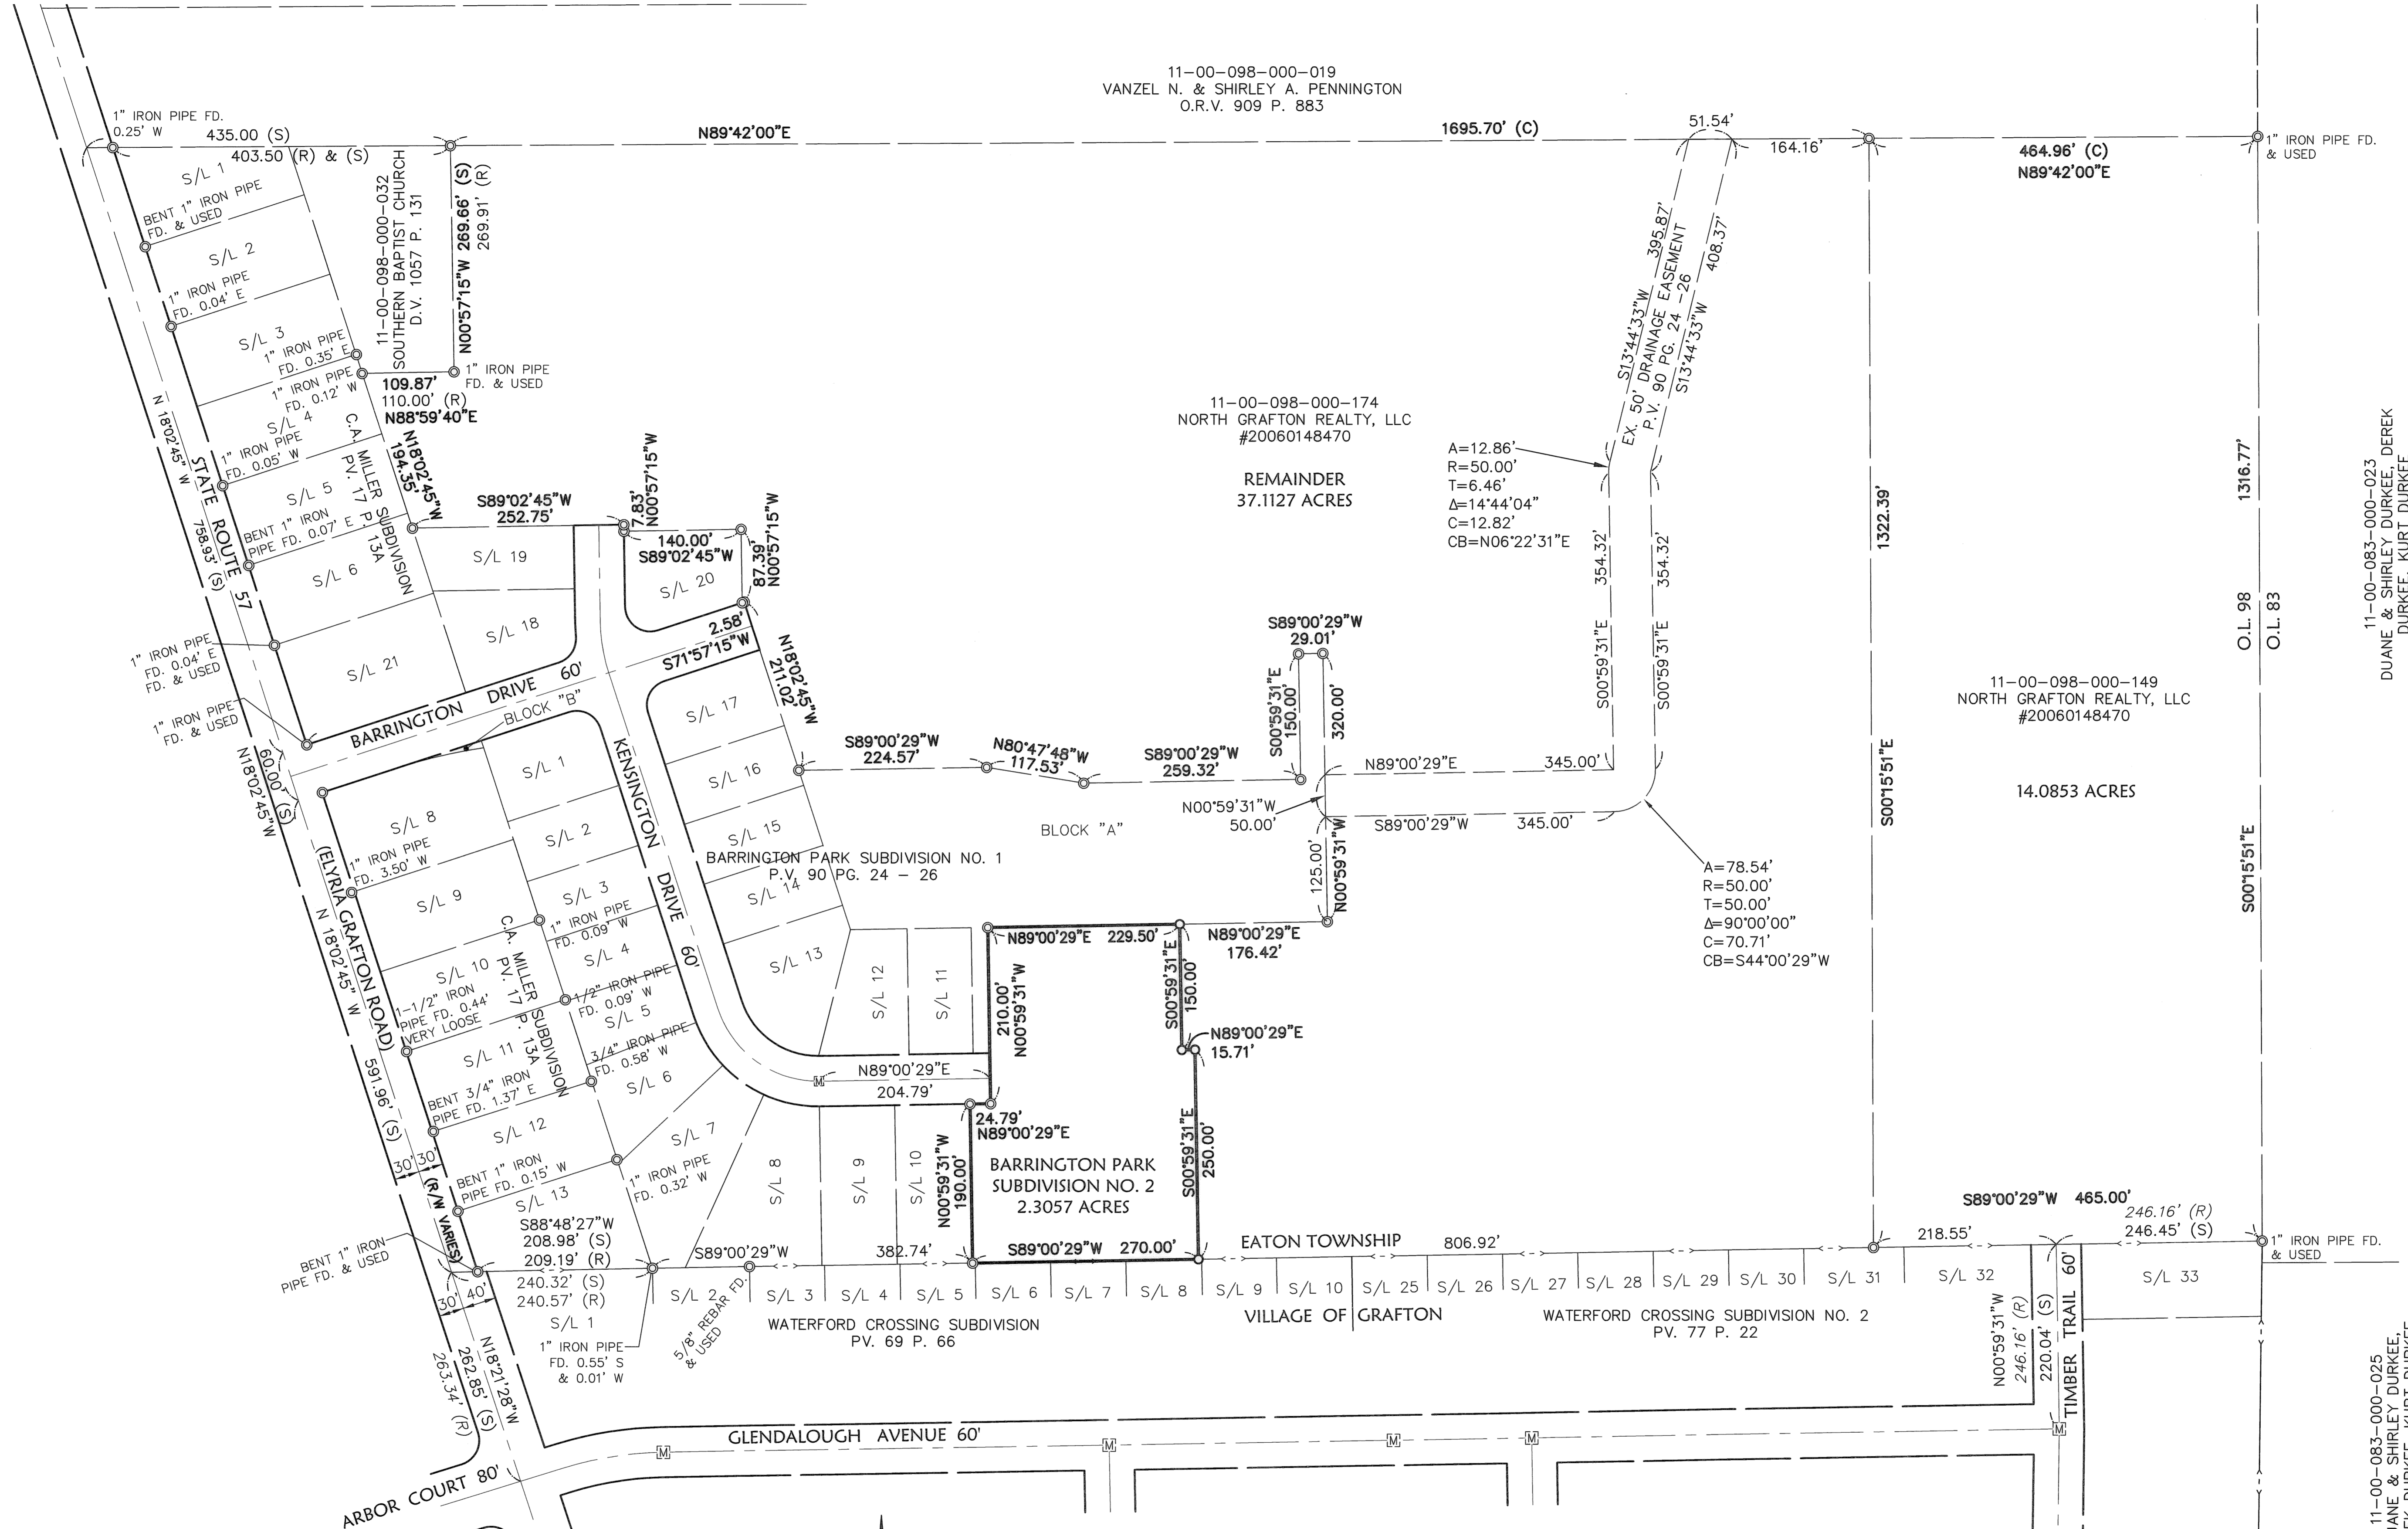 11-00-098-000-019
VANZEL N. & SHIRLEY A. PENNINGTON
O.R.V. 909 P. 883
1" IRON PIPE FD.
0.25' W
435.00 (S)
403.50 (R) & (S)
N89°42'00"E
1695.70' (C)
51.54'
164.16'
464.96' (C)
N89°42'00"E
1" IRON PIPE FD.
& USED
S/L 1
BENT 1" IRON PIPE
FD. & USED
S/L 2
1" IRON PIPE
FD. 0.04' E
S/L 3
1" IRON PIPE
FD. 0.35' E
1" IRON PIPE
FD. 0.12' W
S/L 4
1" IRON PIPE
FD. 0.05' W
S/L 5
BENT 1" IRON
PIPE FD. 0.07' E
S/L 6
S/L 21
C.A. MILLER SUBDIVISION
PV. 17 P. 13A
11-00-098-000-032
SOUTHERN BAPTIST CHURCH
D.V. 1057 P. 131
N00°57'15"W 269.66' (S)
269.91' (R)
1" IRON PIPE
FD. & USED
109.87'
110.00' (R)
N88°59'40"E
N18°02'45"W
194.35'
S89°02'45"W
252.75'
7.83'
N00°57'15"W
140.00'
S89°02'45"W
87.39'
N00°57'15"W
S/L 19
S/L 20
S/L 18
2.58'
S71°57'15"W
N18°02'45"W
211.02'
N 18°02'45" W
758.93' (S)
STATE ROUTE 57
1" IRON PIPE
FD. 0.04' E
FD. & USED
1" IRON PIPE
FD. & USED
60.00' (S)
N18°02'45"W
BARRINGTON DRIVE 60'
BLOCK "B"
KENSINGTON DRIVE 60'
S/L 17
S/L 16
S/L 15
S/L 14
S/L 13
S/L 12
S/L 11
S/L 1
S/L 2
S/L 3
S/L 4
S/L 5
S/L 6
S/L 7
S/L 8
S/L 9
S/L 10
S/L 8
1" IRON PIPE
FD. 3.50' W
S/L 9
S/L 10
1" IRON PIPE
FD. 0.09' W
1-1/2" IRON
PIPE FD. 0.44'
VERY LOOSE
1/2" IRON PIPE
FD. 0.09' W
S/L 11
3/4" IRON PIPE
FD. 0.58' W
BENT 3/4" IRON
PIPE FD. 1.37' E
S/L 12
BENT 1" IRON
PIPE FD. 0.15' W
S/L 13
1" IRON PIPE
FD. 0.32' W
C.A. MILLER SUBDIVISION
PV. 17 P. 13A
(ELYRIA GRAFTON ROAD)
N 18°02'45" W
591.96' (S)
30' 30'
(R/W VARIES)
BENT 1" IRON
PIPE FD. & USED
30' 40'
S88°48'27"W
208.98' (S)
209.19' (R)
240.32' (S)
240.57' (R)
S/L 1
1" IRON PIPE
FD. 0.55' S
& 0.01' W
N18°21'28"W
262.85' (S)
263.34' (R)
ARBOR COURT 80'
GLENDALOUGH AVENUE 60'
M
M
M
M
M
M
11-00-098-000-174
NORTH GRAFTON REALTY, LLC
#20060148470
REMAINDER
37.1127 ACRES
A=12.86'
R=50.00'
T=6.46'
Δ=14°44'04"
C=12.82'
CB=N06°22'31"E
S13°44'33"W 395.87'
EX. 50' DRAINAGE EASEMENT
P.V. 90 PG. 24 -26
S13°44'33"W 408.37'
S00°59'31"E 354.32'
S00°59'31"E 354.32'
S89°00'29"W
29.01'
S00°59'31"E
150.00'
320.00'
S89°00'29"W
224.57'
N80°47'48"W
117.53'
S89°00'29"W
259.32'
N89°00'29"E 345.00'
N00°59'31"W
50.00'
S89°00'29"W 345.00'
BLOCK "A"
BARRINGTON PARK SUBDIVISION NO. 1
P.V. 90 PG. 24 - 26
125.00'
N00°59'31"W
A=78.54'
R=50.00'
T=50.00'
Δ=90°00'00"
C=70.71'
CB=S44°00'29"W
N89°00'29"E 229.50'
N89°00'29"E
176.42'
210.00'
N00°59'31"W
S00°59'31"E
150.00'
N89°00'29"E
15.71'
N89°00'29"E
204.79'
24.79'
N89°00'29"E
N00°59'31"W
190.00'
S00°59'31"E
250.00'
BARRINGTON PARK
SUBDIVISION NO. 2
2.3057 ACRES
S89°00'29"W
382.74'
S89°00'29"W 270.00'
EATON TOWNSHIP
806.92'
S/L 2
S/L 3
S/L 4
S/L 5
S/L 6
S/L 7
S/L 8
S/L 9
S/L 10
S/L 25
S/L 26
S/L 27
S/L 28
S/L 29
S/L 30
S/L 31
S/L 32
S/L 33
5/8" REBAR FD.
& USED
WATERFORD CROSSING SUBDIVISION
PV. 69 P. 66
VILLAGE OF GRAFTON
WATERFORD CROSSING SUBDIVISION NO. 2
PV. 77 P. 22
1322.39'
S00°15'51"E
11-00-098-000-149
NORTH GRAFTON REALTY, LLC
#20060148470
14.0853 ACRES
1316.77'
O.L. 98
O.L. 83
S00°15'51"E
11-00-083-000-023
DUANE & SHIRLEY DURKEE, DEREK
DURKEE, KURT DURKEE
S89°00'29"W 465.00'
218.55'
246.16' (R)
246.45' (S)
1" IRON PIPE FD.
& USED
N00°59'31"W
246.16' (R)
220.04' (S)
TIMBER TRAIL 60'
11-00-083-000-025
DUANE & SHIRLEY DURKEE,